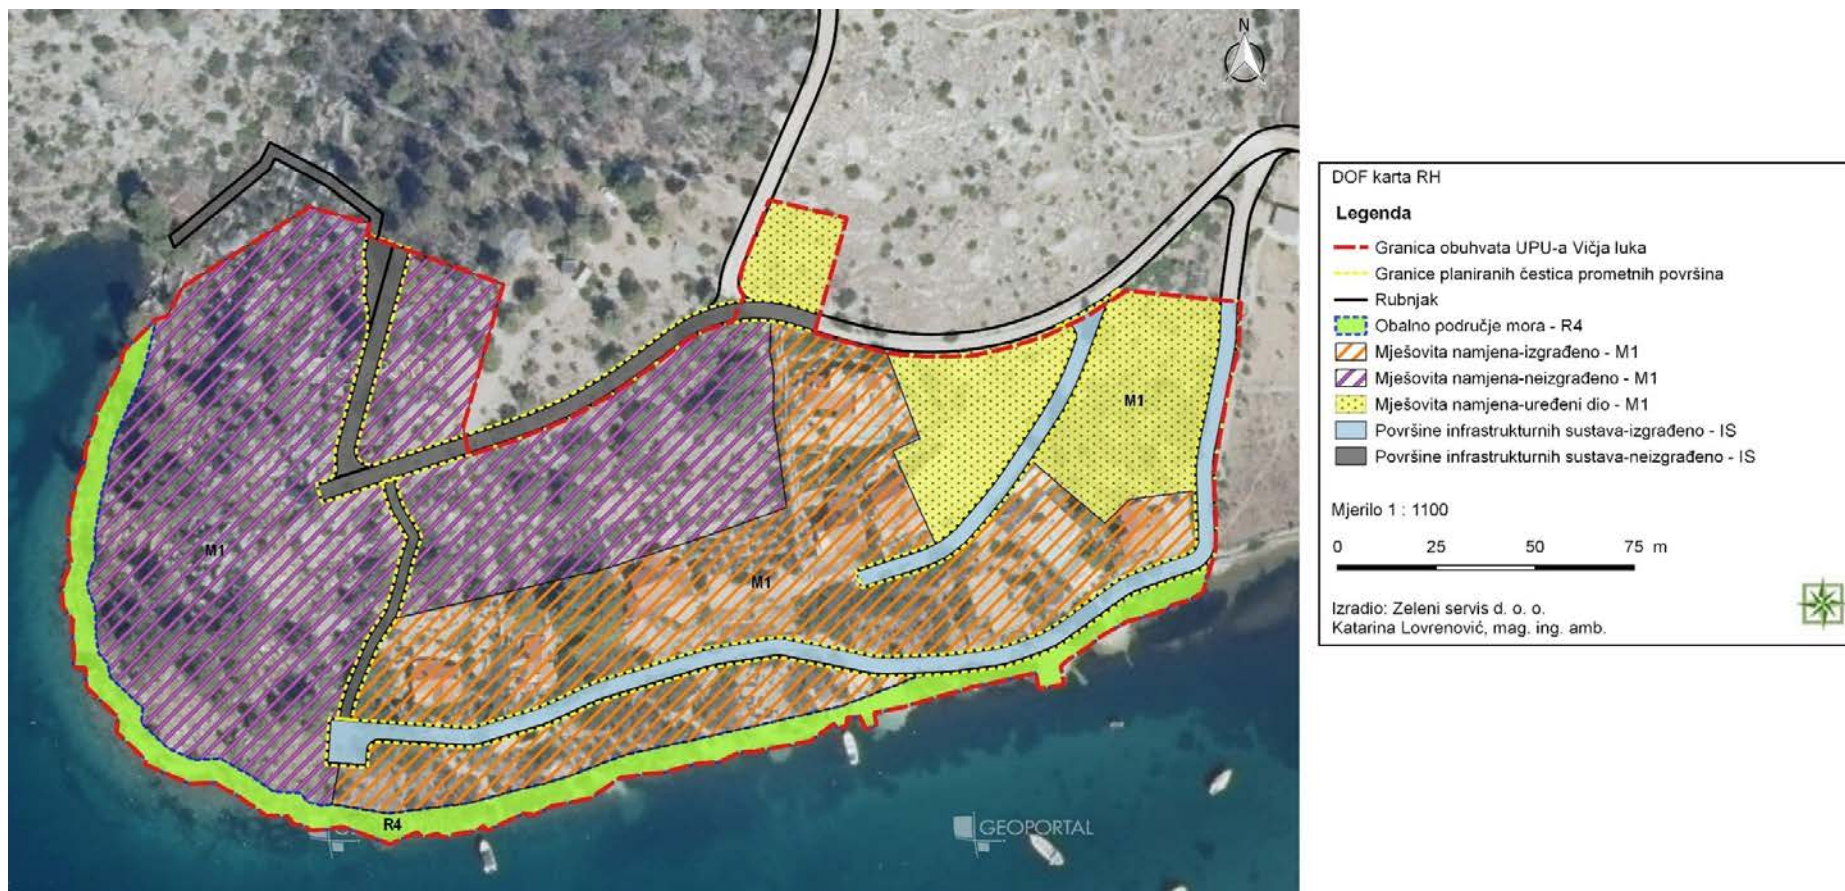 N
M1
M1
M1
R4
GEOPORTAL
DOF karta RH
Legenda
Granica obuhvata UPU-a Vičja luka
Granice planiranih čestica prometnih površina
Rubnjak
Obalno područje mora - R4
Mješovita namjena-izgrađeno - M1
Mješovita namjena-neizgrađeno - M1
Mješovita namjena-uređeni dio - M1
Površine infrastrukturnih sustava-izgrađeno - IS
Površine infrastrukturnih sustava-neizgrađeno - IS
Mjerilo 1 : 1100
0 25 50 75 m
Izradio: Zeleni servis d. o. o.
Katarina Lovrenović, mag. ing. amb.